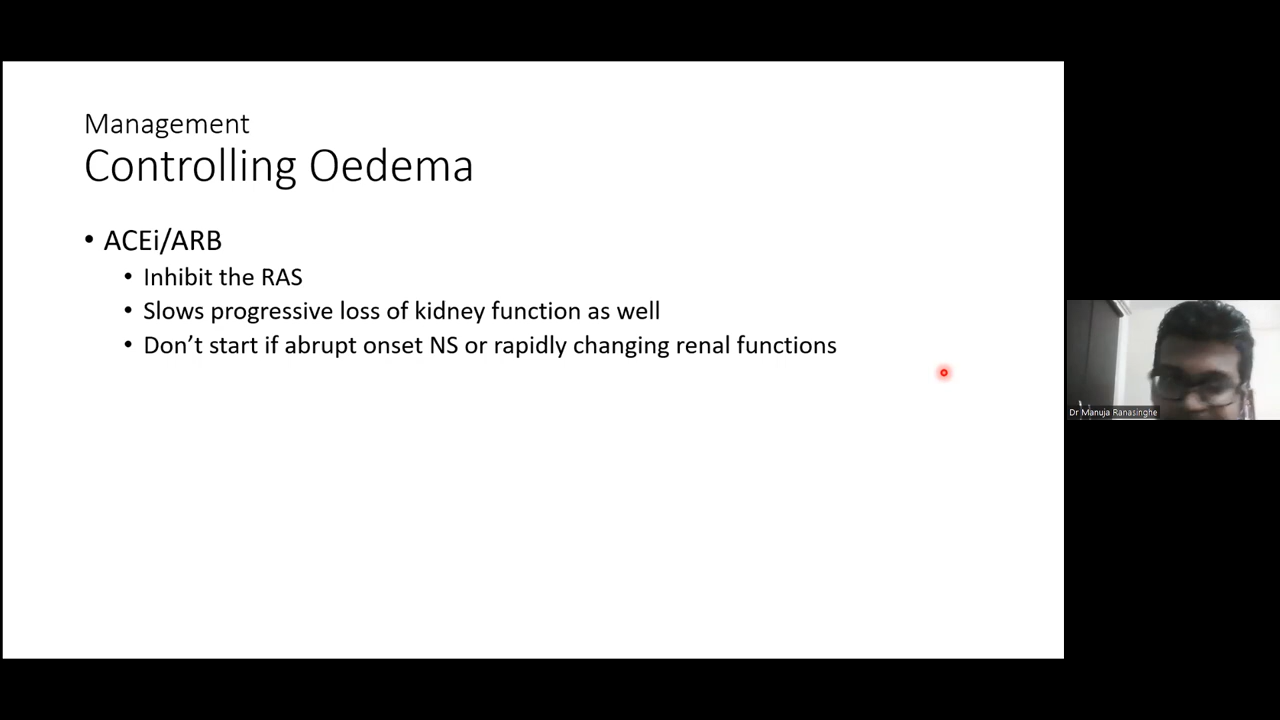 Management
Controlling Oedema
• ACEi/ARB
• Inhibit the RAS
• Slows progressive loss of kidney function as well
• Don’t start if abrupt onset NS or rapidly changing renal functions
Dr Manuja Ranasinghe